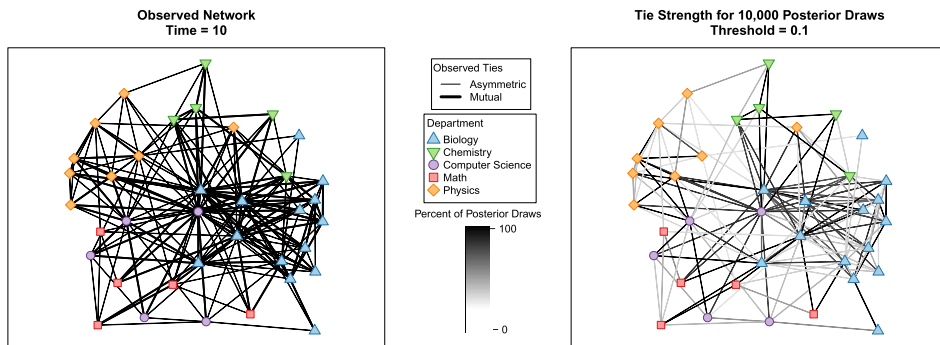 Observed Network
Time = 10
Observed Ties
Asymmetric
Mutual
Department
Biology
Chemistry
Computer Science
Math
Physics
Percent of Posterior Draws
100
0
Tie Strength for 10,000 Posterior Draws
Threshold = 0.1